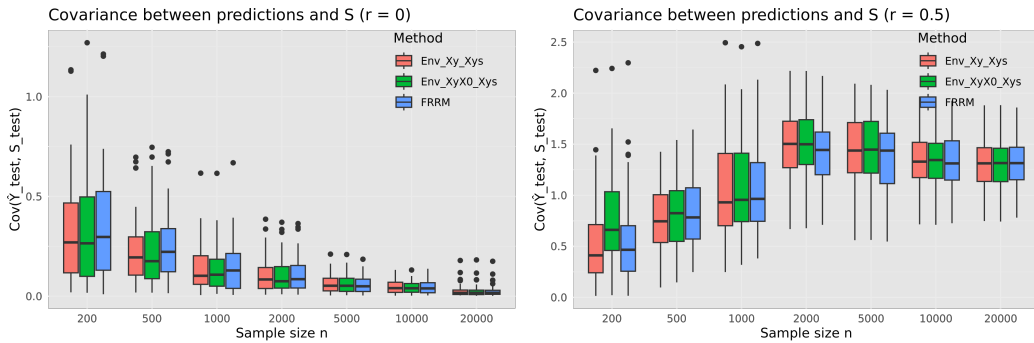 Covariance between predictions and S (r = 0)
Cov(Ŷ_test, S_test)
1.0
0.5
0.0
Method
Env_Xy_Xys
Env_XyX0_Xys
FRRM
200 500 1000 2000 5000 10000 20000
Sample size n
Covariance between predictions and S (r = 0.5)
Cov(Ŷ_test, S_test)
2.5
2.0
1.5
1.0
0.5
0.0
Method
Env_Xy_Xys
Env_XyX0_Xys
FRRM
200 500 1000 2000 5000 10000 20000
Sample size n